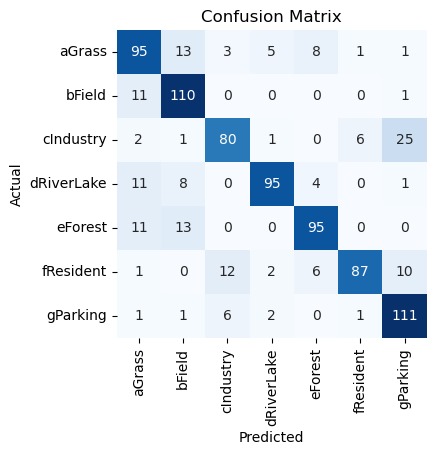 Confusion Matrix
Actual
aGrass 95 13 3 5 8 1 1
bField 11 110 0 0 0 0 1
cIndustry 2 1 80 1 0 6 25
dRiverLake 11 8 0 95 4 0 1
eForest 11 13 0 0 95 0 0
fResident 1 0 12 2 6 87 10
gParking 1 1 6 2 0 1 111
aGrass bField cIndustry dRiverLake eForest fResident gParking
Predicted